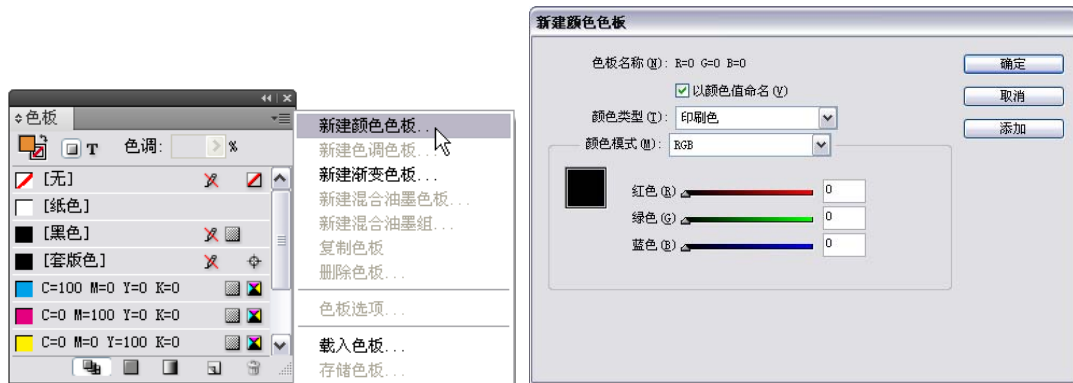 色板
色调: %
[无]
[纸色]
[黑色]
[套版色]
C=100 M=0 Y=0 K=0
C=0 M=100 Y=0 K=0
C=0 M=0 Y=100 K=0
新建颜色色板...
新建色调色板...
新建渐变色板...
新建混合油墨色板...
新建混合油墨组...
复制色板
删除色板...
色板选项...
载入色板...
存储色板...
新建颜色色板
色板名称(N): R=0 G=0 B=0
以颜色值命名(V)
颜色类型(T): 印刷色
颜色模式(M): RGB
红色(R) 0
绿色(G) 0
蓝色(B) 0
确定
取消
添加